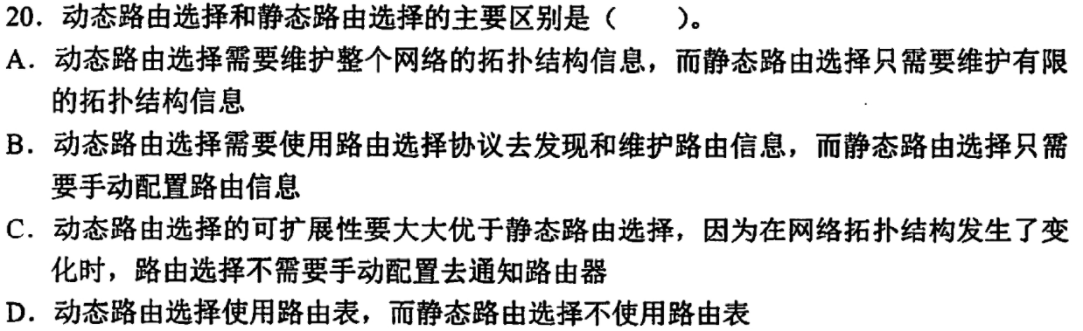 20．动态路由选择和静态路由选择的主要区别是（　　）。
A．动态路由选择需要维护整个网络的拓扑结构信息，而静态路由选择只需要维护有限
的拓扑结构信息
B．动态路由选择需要使用路由选择协议去发现和维护路由信息，而静态路由选择只需
要手动配置路由信息
C．动态路由选择的可扩展性要大大优于静态路由选择，因为在网络拓扑结构发生了变
化时，路由选择不需要手动配置去通知路由器
D．动态路由选择使用路由表，而静态路由选择不使用路由表